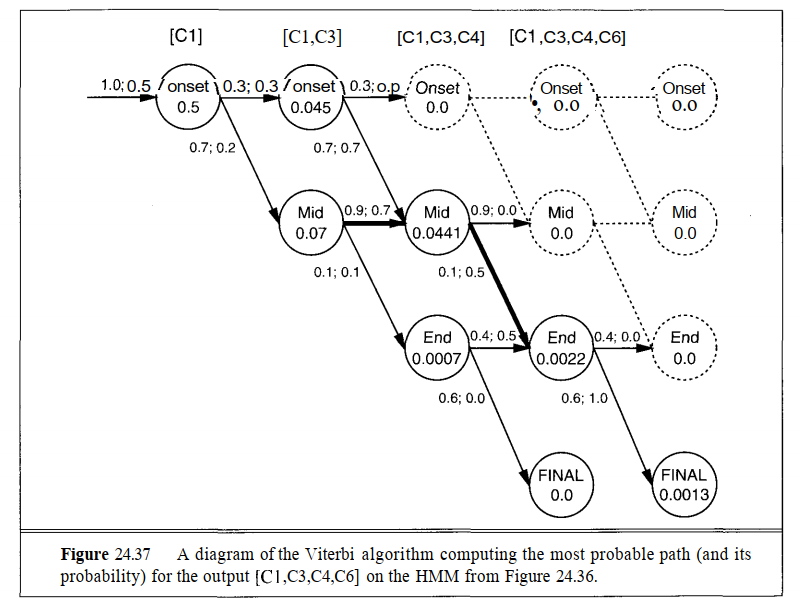 [C1] [C1,C3] [C1,C3,C4] [C1,C3,C4,C6]
1.0; 0.5 onset 0.3; 0.3 onset 0.3; o.p Onset Onset Onset
0.5 0.045 0.0 0.0 0.0
0.7; 0.2 0.7; 0.7
Mid 0.9; 0.7 Mid 0.9; 0.0 Mid Mid
0.07 0.0441 0.0 0.0
0.1; 0.1 0.1; 0.5
End 0.4; 0.5 End 0.4; 0.0 End
0.0007 0.0022 0.0
0.6; 0.0 0.6; 1.0
FINAL FINAL
0.0 0.0013
Figure 24.37 A diagram of the Viterbi algorithm computing the most probable path (and its
probability) for the output [C1,C3,C4,C6] on the HMM from Figure 24.36.